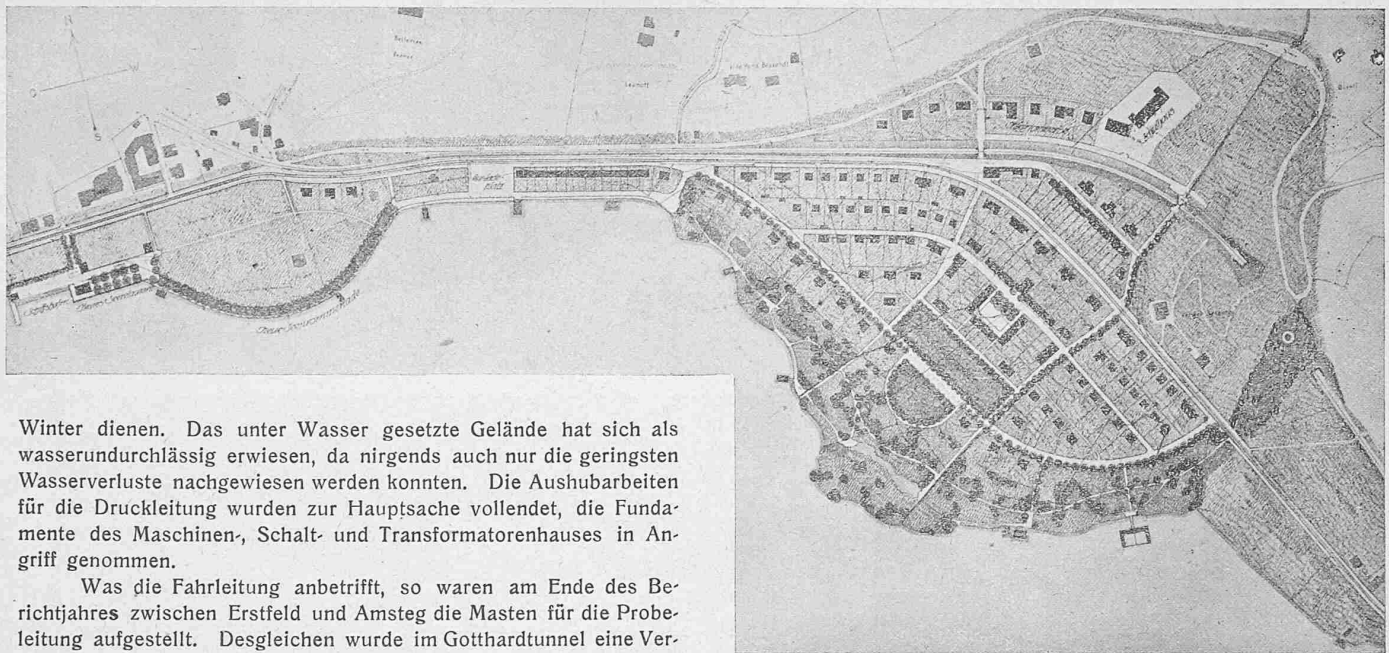 N
O
W
S
Winter dienen. Das unter Wasser gesetzte Gelände hat sich als
wasserundurchlässig erwiesen, da nirgends auch nur die geringsten
Wasserverluste nachgewiesen werden konnten. Die Aushubarbeiten
für die Druckleitung wurden zur Hauptsache vollendet, die Funda-
mente des Maschinen-, Schalt- und Transformatorenhauses in An-
griff genommen.
Was die Fahrleitung anbetrifft, so waren am Ende des Be-
richtjahres zwischen Erstfeld und Amsteg die Masten für die Probe-
leitung aufgestellt. Desgleichen wurde im Gotthardtunnel eine Ver-